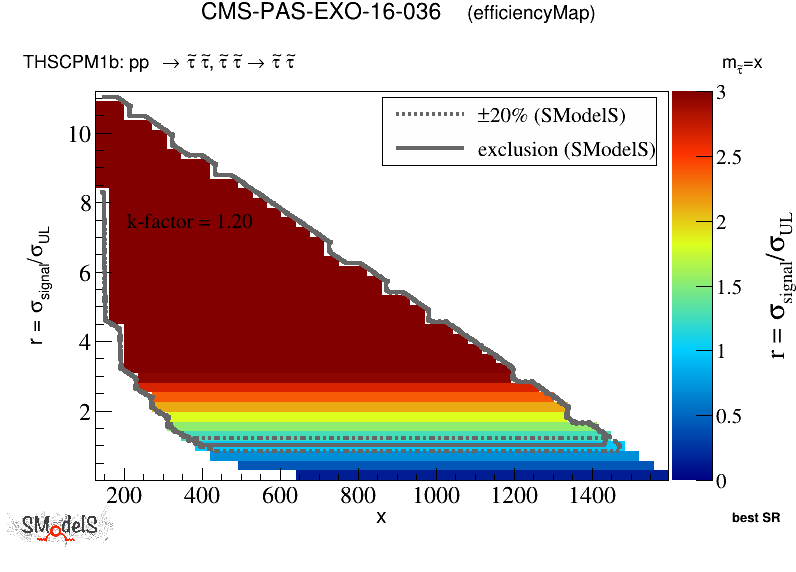 CMS-PAS-EXO-16-036 (efficiencyMap)
THSCPM1b: pp → τ̃ τ̃, τ̃ τ̃ → τ̃ τ̃
m_τ̃=x
±20% (SModelS)
exclusion (SModelS)
k-factor = 1.20
r = σ_signal/σ_UL
10
8
6
4
2
200 400 600 800 1000 1200 1400
x
3
2.5
2
1.5
1
0.5
0
r = σ_signal/σ_UL
SModelS
best SR